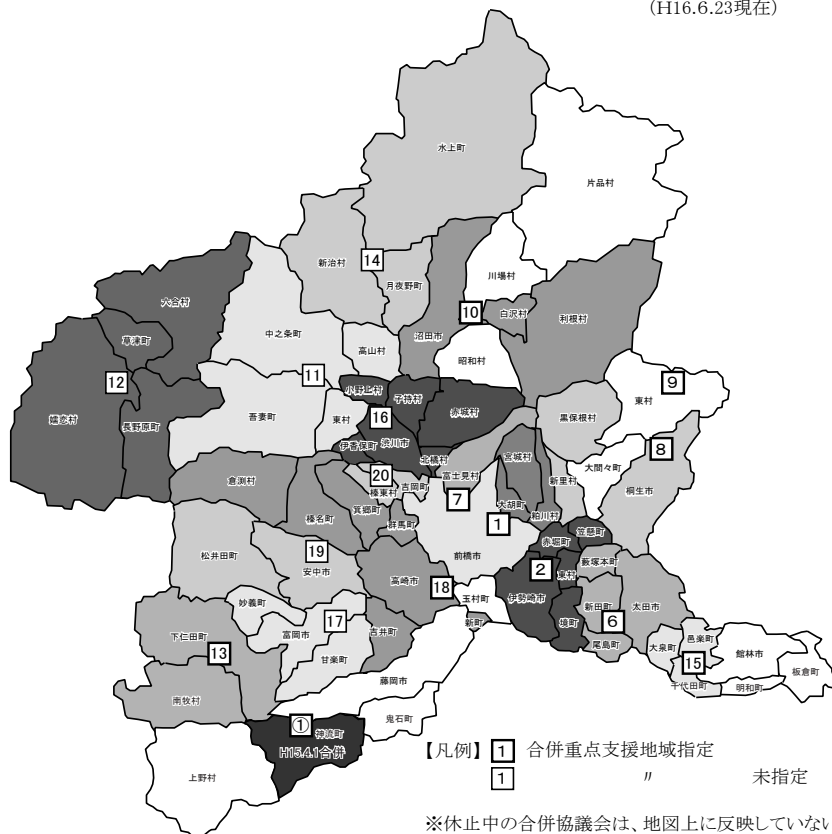 (H16.6.23現在)
水上町
片品村
新治村
14
月夜野町
川場村
六合村
10
白沢村
利根村
中之条町
沼田市
草津町
高山村
昭和村
12
11
小野上村
子持村
東村
9
嬬恋村
長野原町
吾妻町
東村
16
赤城村
黒保根村
伊香保町
渋川市
8
北橘村
宮城村
大間々町
倉渕村
20
富士見村
新里村
桐生市
榛東村
吉岡町
7
大胡町
粕川村
榛名町
箕郷町
群馬町
1
笠懸町
松井田町
19
前橋市
赤堀町
安中市
藪塚本町
2
東村
高崎市
18
玉村町
伊勢崎市
新田町
太田市
妙義町
17
6
下仁田町
富岡市
吉井町
新町
境町
尾島町
大泉町
邑楽町
13
甘楽町
15
館林市
板倉町
藤岡市
千代田町
明和町
南牧村
①
神流町
鬼石町
H15.4.1合併
上野村
【凡例】 1 合併重点支援地域指定
1 〃 未指定
※休止中の合併協議会は、地図上に反映していない